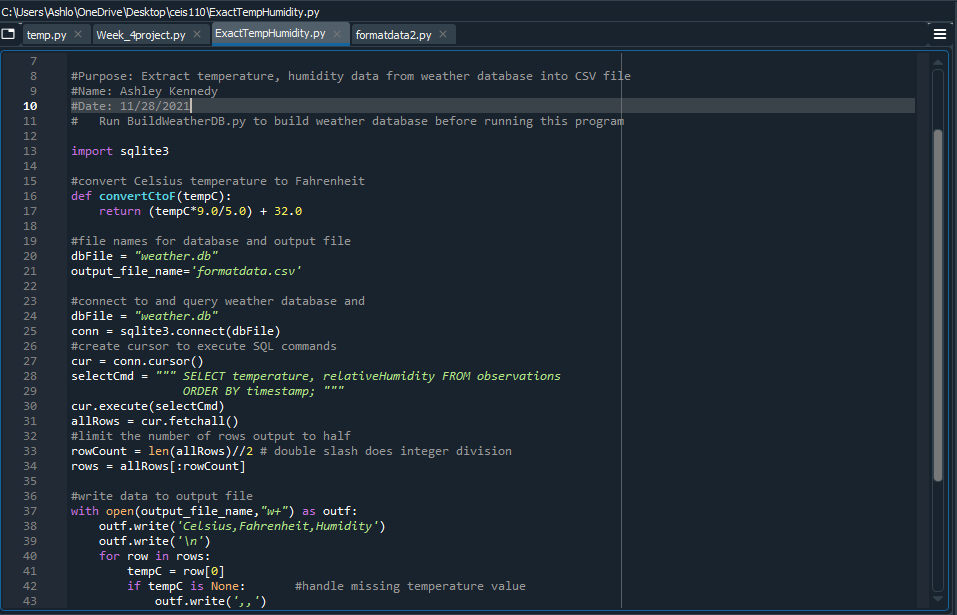 C:\Users\Ashlo\OneDrive\Desktop\ceis110\ExactTempHumidity.py
temp.py Week_4project.py ExactTempHumidity.py formatdata2.py
7
8 #Purpose: Extract temperature, humidity data from weather database into CSV file
9 #Name: Ashley Kennedy
10 #Date: 11/28/2021
11 #   Run BuildWeatherDB.py to build weather database before running this program
12
13 import sqlite3
14
15 #convert Celsius temperature to Fahrenheit
16 def convertCtoF(tempC):
17     return (tempC*9.0/5.0) + 32.0
18
19 #file names for database and output file
20 dbFile = "weather.db"
21 output_file_name='formatdata.csv'
22
23 #connect to and query weather database and
24 dbFile = "weather.db"
25 conn = sqlite3.connect(dbFile)
26 #create cursor to execute SQL commands
27 cur = conn.cursor()
28 selectCmd = """ SELECT temperature, relativeHumidity FROM observations
29                 ORDER BY timestamp; """
30 cur.execute(selectCmd)
31 allRows = cur.fetchall()
32 #limit the number of rows output to half
33 rowCount = len(allRows)//2 # double slash does integer division
34 rows = allRows[:rowCount]
35
36 #write data to output file
37 with open(output_file_name,"w+") as outf:
38     outf.write('Celsius,Fahrenheit,Humidity')
39     outf.write('\n')
40     for row in rows:
41         tempC = row[0]
42         if tempC is None:       #handle missing temperature value
43             outf.write(',,')